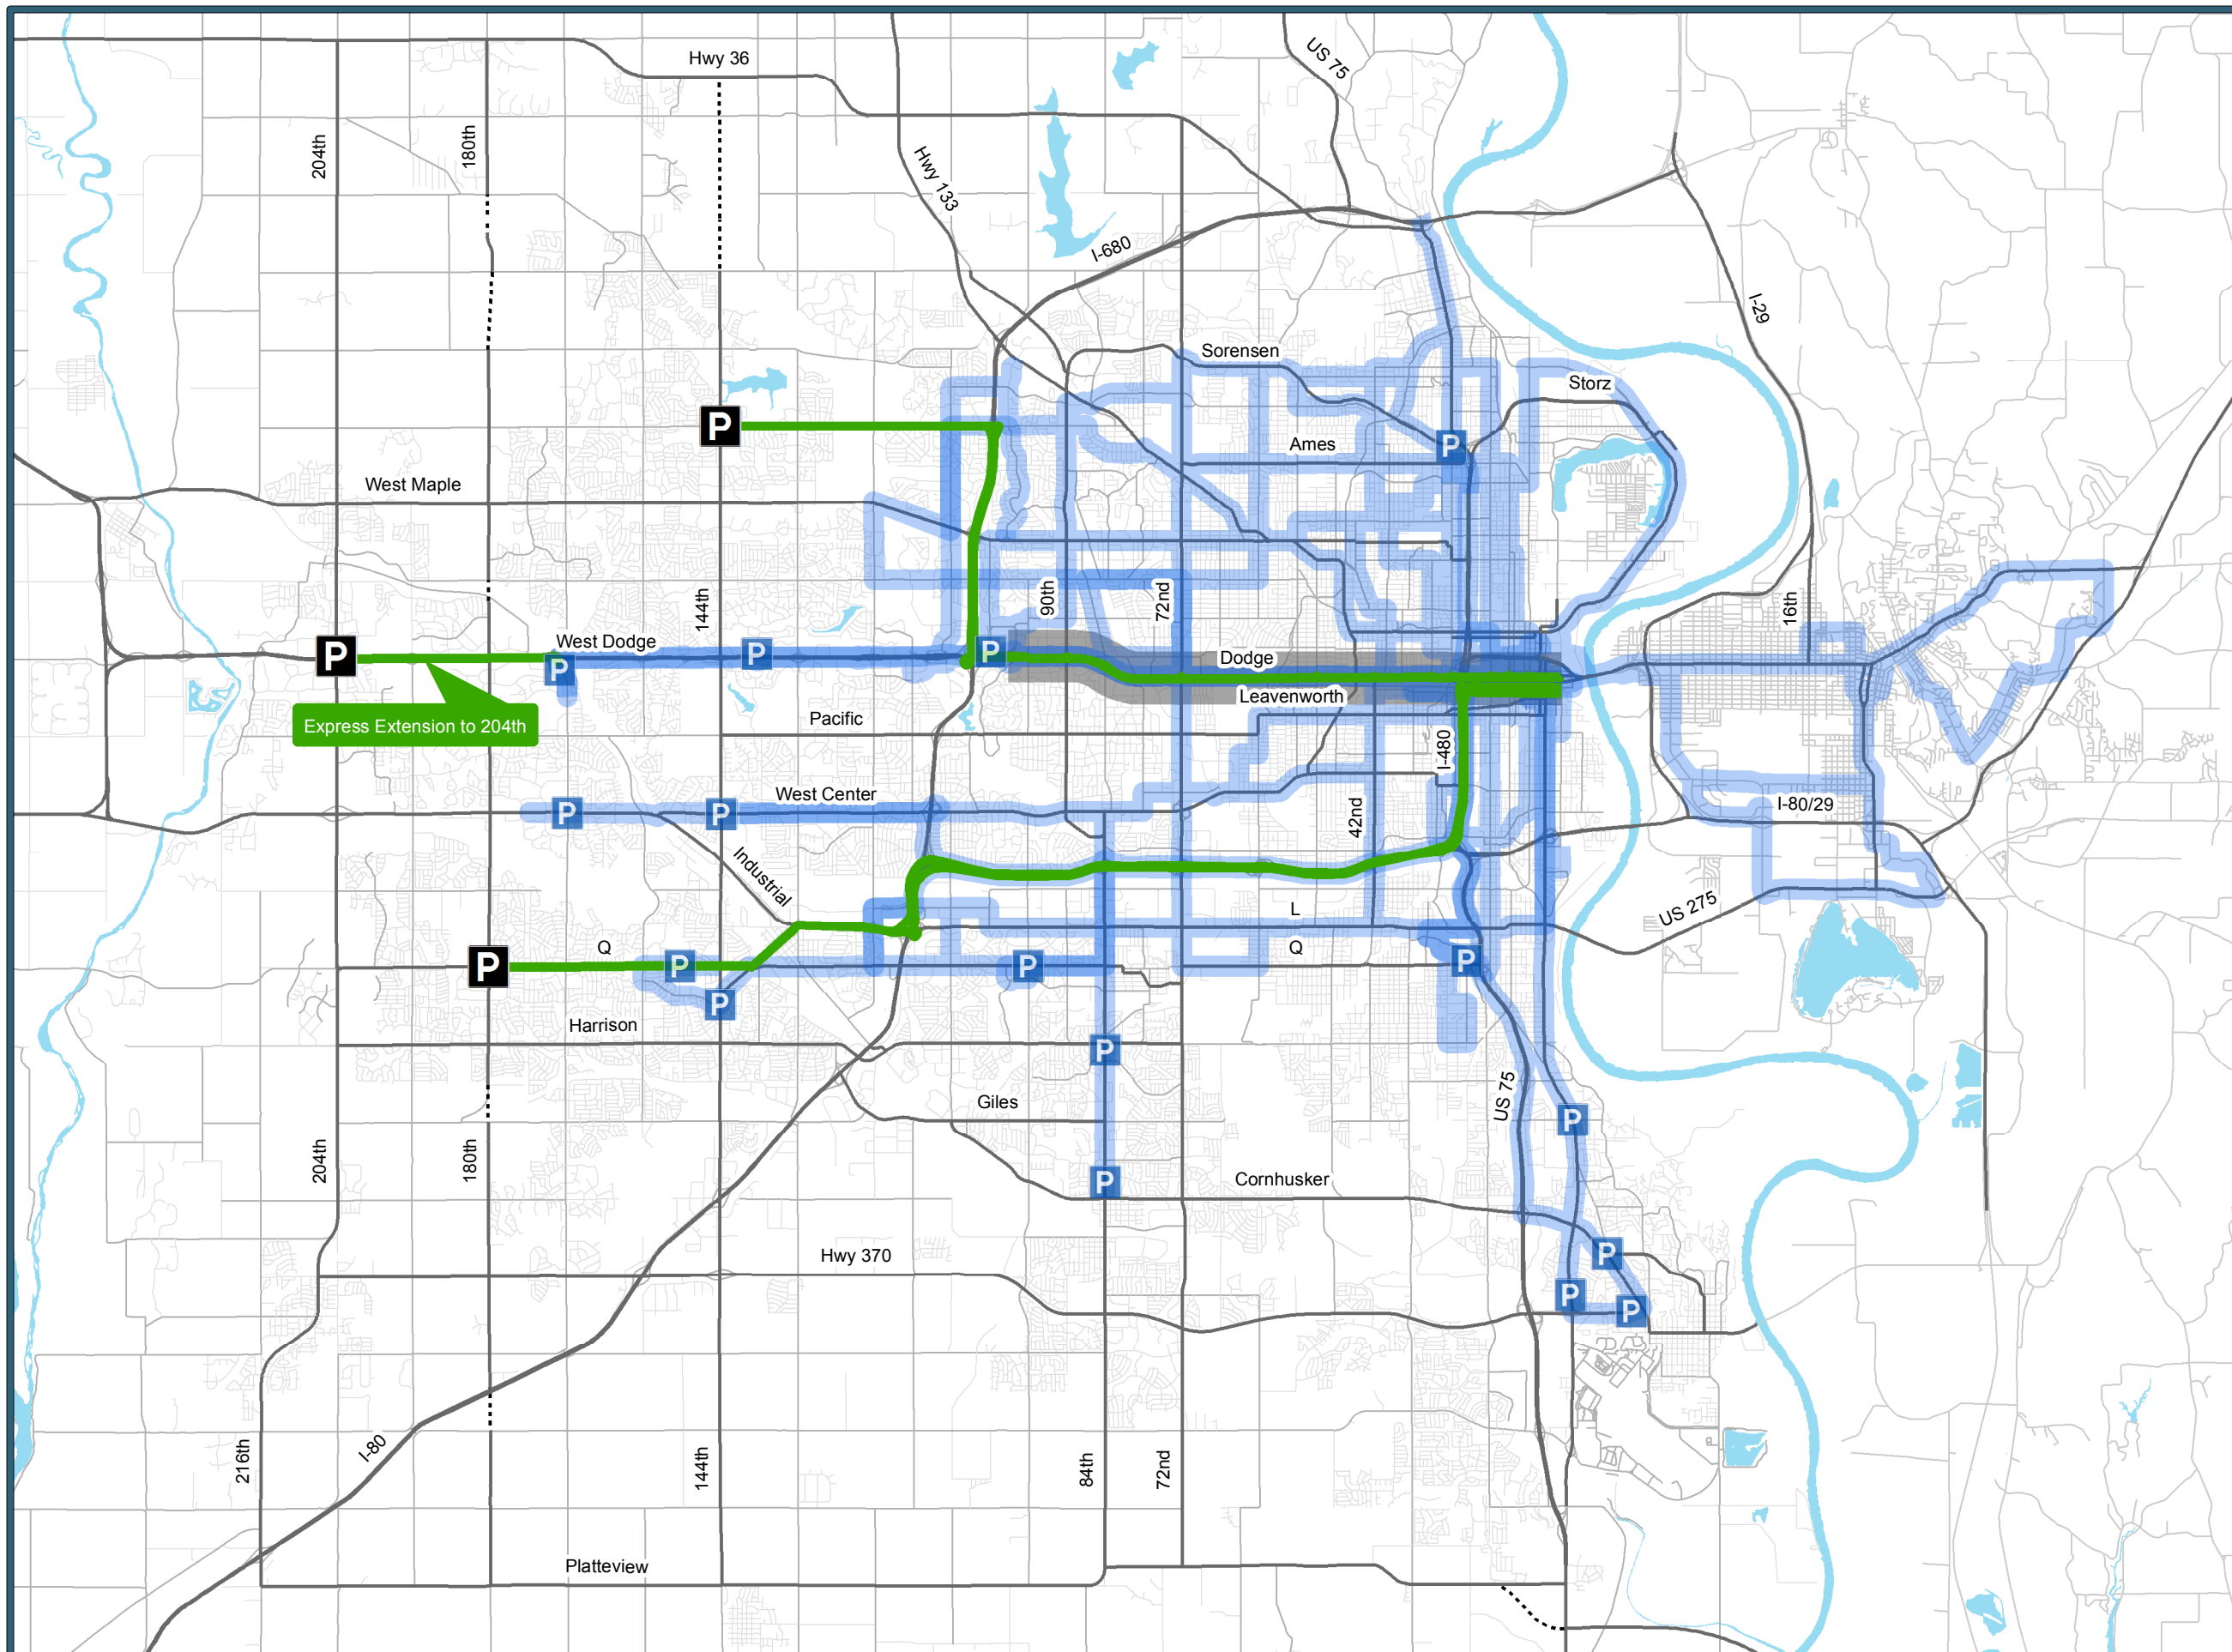 Hwy 36
US 75
204th
180th
Hwy 133
I-680
I-29
Sorensen
Storz
P
Ames
P
West Maple
90th
72nd
144th
16th
West Dodge
P
P
P
P
Dodge
Leavenworth
Express Extension to 204th
Pacific
I-480
West Center
P
P
42nd
I-80/29
Industrial
L
US 275
Q
Q
P
P
P
P
P
Harrison
P
US 75
Giles
P
204th
180th
P
Cornhusker
Hwy 370
P
P
P
216th
I-80
144th
84th
72nd
Platteview